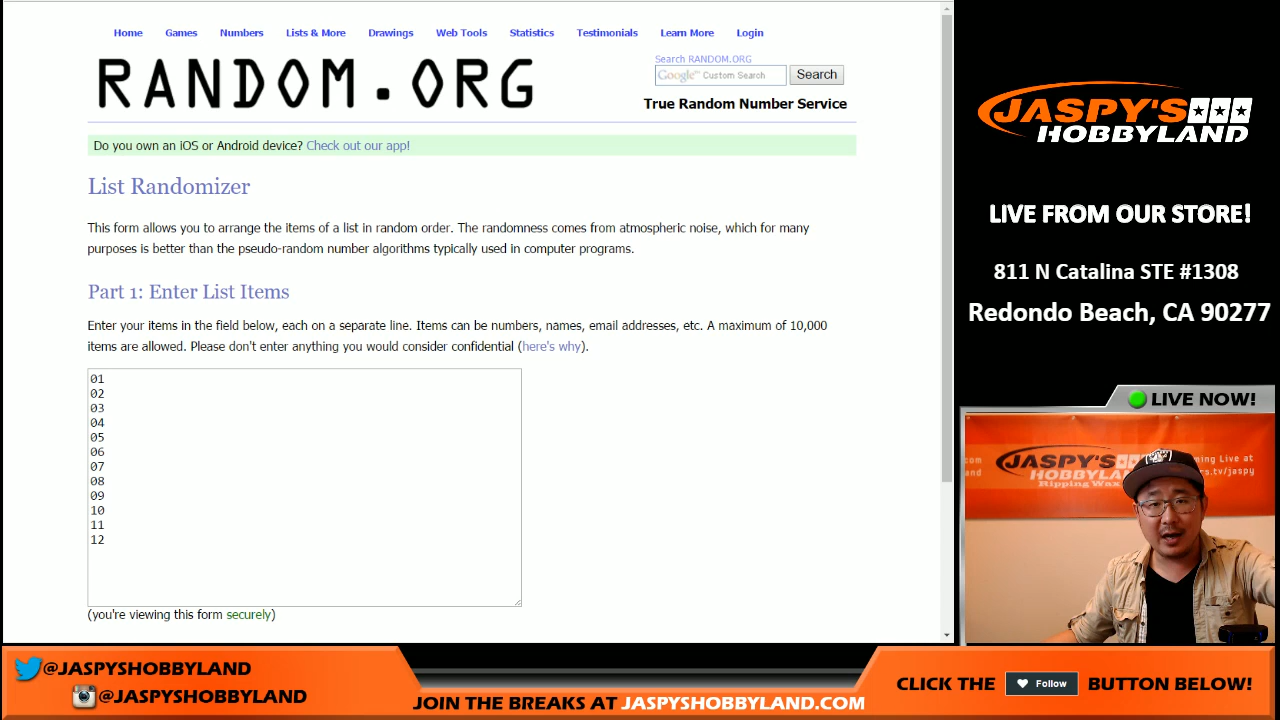 Home Games Numbers Lists & More Drawings Web Tools Statistics Testimonials Learn More Login
RANDOM.ORG
Search RANDOM.ORG
Google™ Custom Search Search
True Random Number Service
Do you own an iOS or Android device? Check out our app!
List Randomizer
This form allows you to arrange the items of a list in random order. The randomness comes from atmospheric noise, which for many
purposes is better than the pseudo-random number algorithms typically used in computer programs.
Part 1: Enter List Items
Enter your items in the field below, each on a separate line. Items can be numbers, names, email addresses, etc. A maximum of 10,000
items are allowed. Please don't enter anything you would consider confidential (here's why).
01
02
03
04
05
06
07
08
09
10
11
12
(you're viewing this form securely)
JASPY'S
HOBBYLAND
LIVE FROM OUR STORE!
811 N Catalina STE #1308
Redondo Beach, CA 90277
LIVE NOW!
JASPY'S
HOBBYLAND
Ripping Wax
@JASPYSHOBBYLAND
@JASPYSHOBBYLAND
JOIN THE BREAKS AT JASPYSHOBBYLAND.COM
CLICK THE Follow BUTTON BELOW!